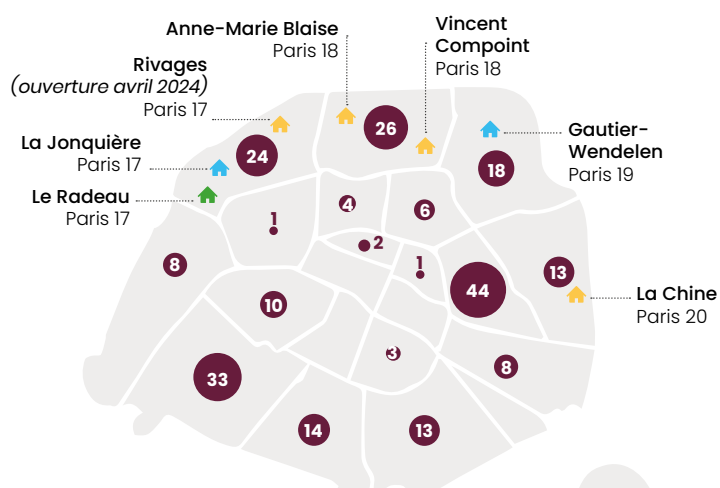 Anne-Marie Blaise
Paris 18
Vincent
Compoint
Paris 18
Rivages
(ouverture avril 2024)
Paris 17
La Jonquière
Paris 17
Le Radeau
Paris 17
Gautier-
Wendelen
Paris 19
La Chine
Paris 20
26
24
18
4
6
1
2
8
1
13
44
10
3
8
33
14
13